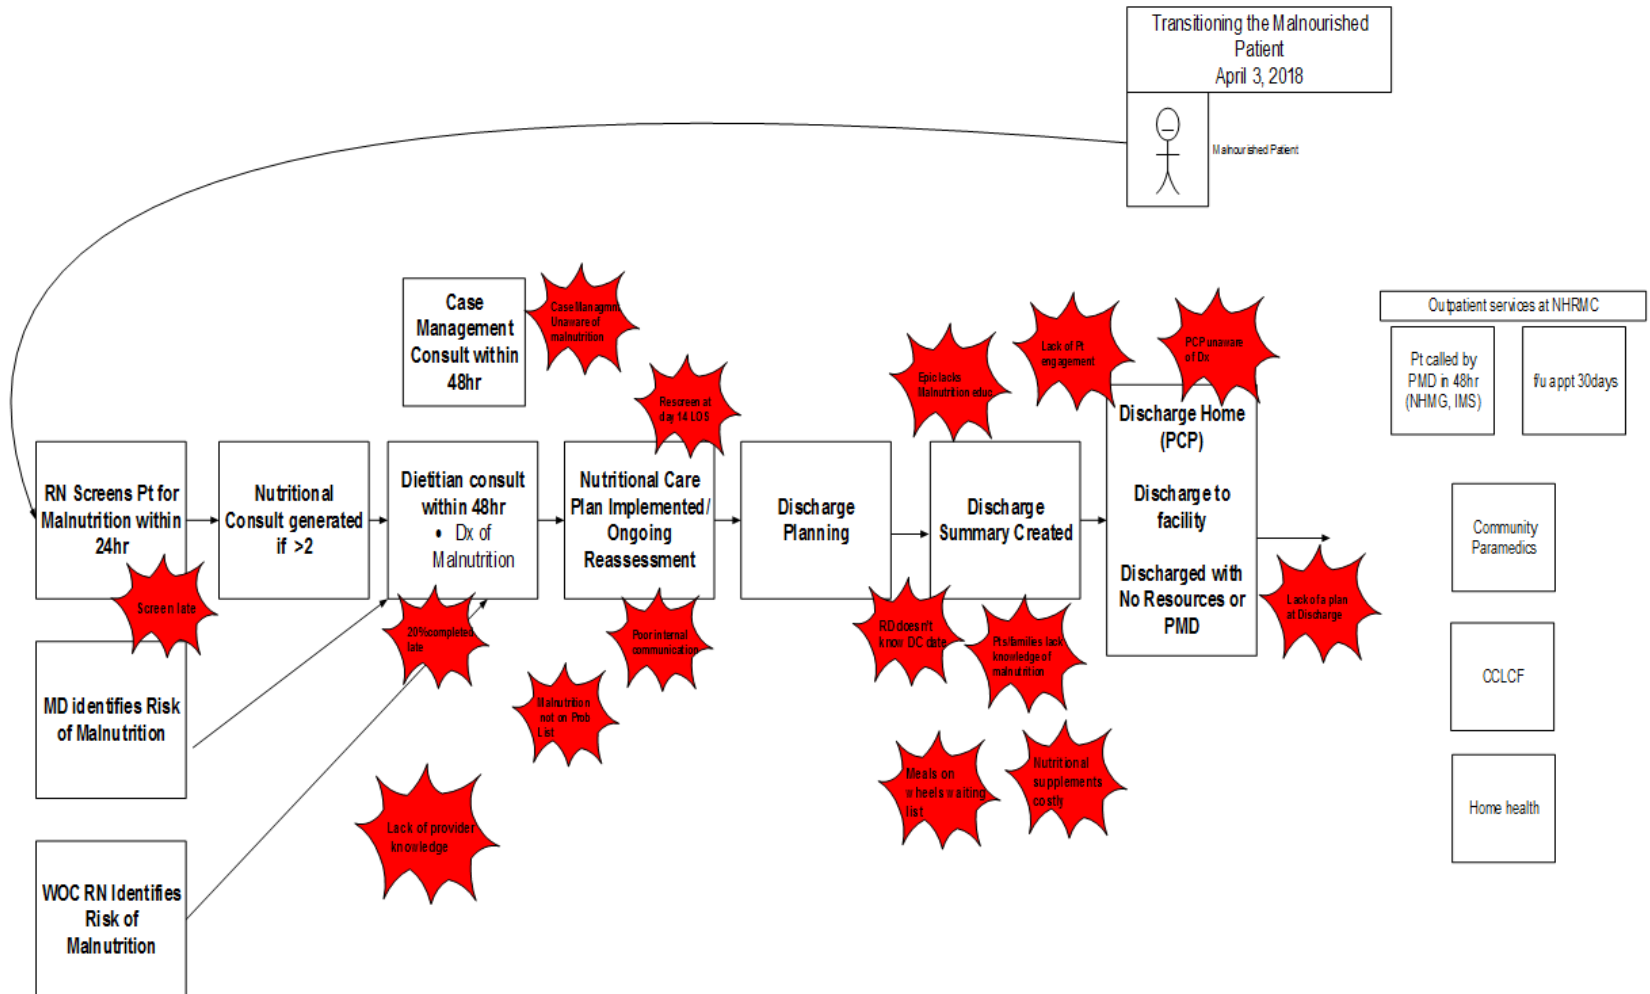 Transitioning the Malnourished
Patient
April 3, 2018
Malnourished Patient
Case
Management
Consult within
48hr
Case Managmnt
Unaware of
malnutrition
Rescreen at
day 14 LOS
Epic lacks
Malnutrition educ
Lack of Pt
engagement
PCP unaware
of Dx
Outpatient services at NHRMC
Pt called by
PMD in 48hr
(NHMG, IMS)
f/u appt 30days
RN Screens Pt for
Malnutrition within
24hr
Nutritional
Consult generated
if >2
Dietitian consult
within 48hr
• Dx of
Malnutrition
Nutritional Care
Plan Implemented/
Ongoing
Reassessment
Discharge
Planning
Discharge
Summary Created
Discharge Home
(PCP)
Discharge to
facility
Discharged with
No Resources or
PMD
Community
Paramedics
Screen late
20% completed
late
Poor internal
communication
RD doesn't
know DC date
Pts/families lack
knowledge of
malnutrition
Lack of a plan
at Discharge
MD identifies Risk
of Malnutrition
Malnutrition
not on Prob
List
CCLCF
Lack of provider
knowledge
Meals on
wheels waiting
list
Nutritional
supplements
costly
Home health
WOC RN Identifies
Risk of
Malnutrition